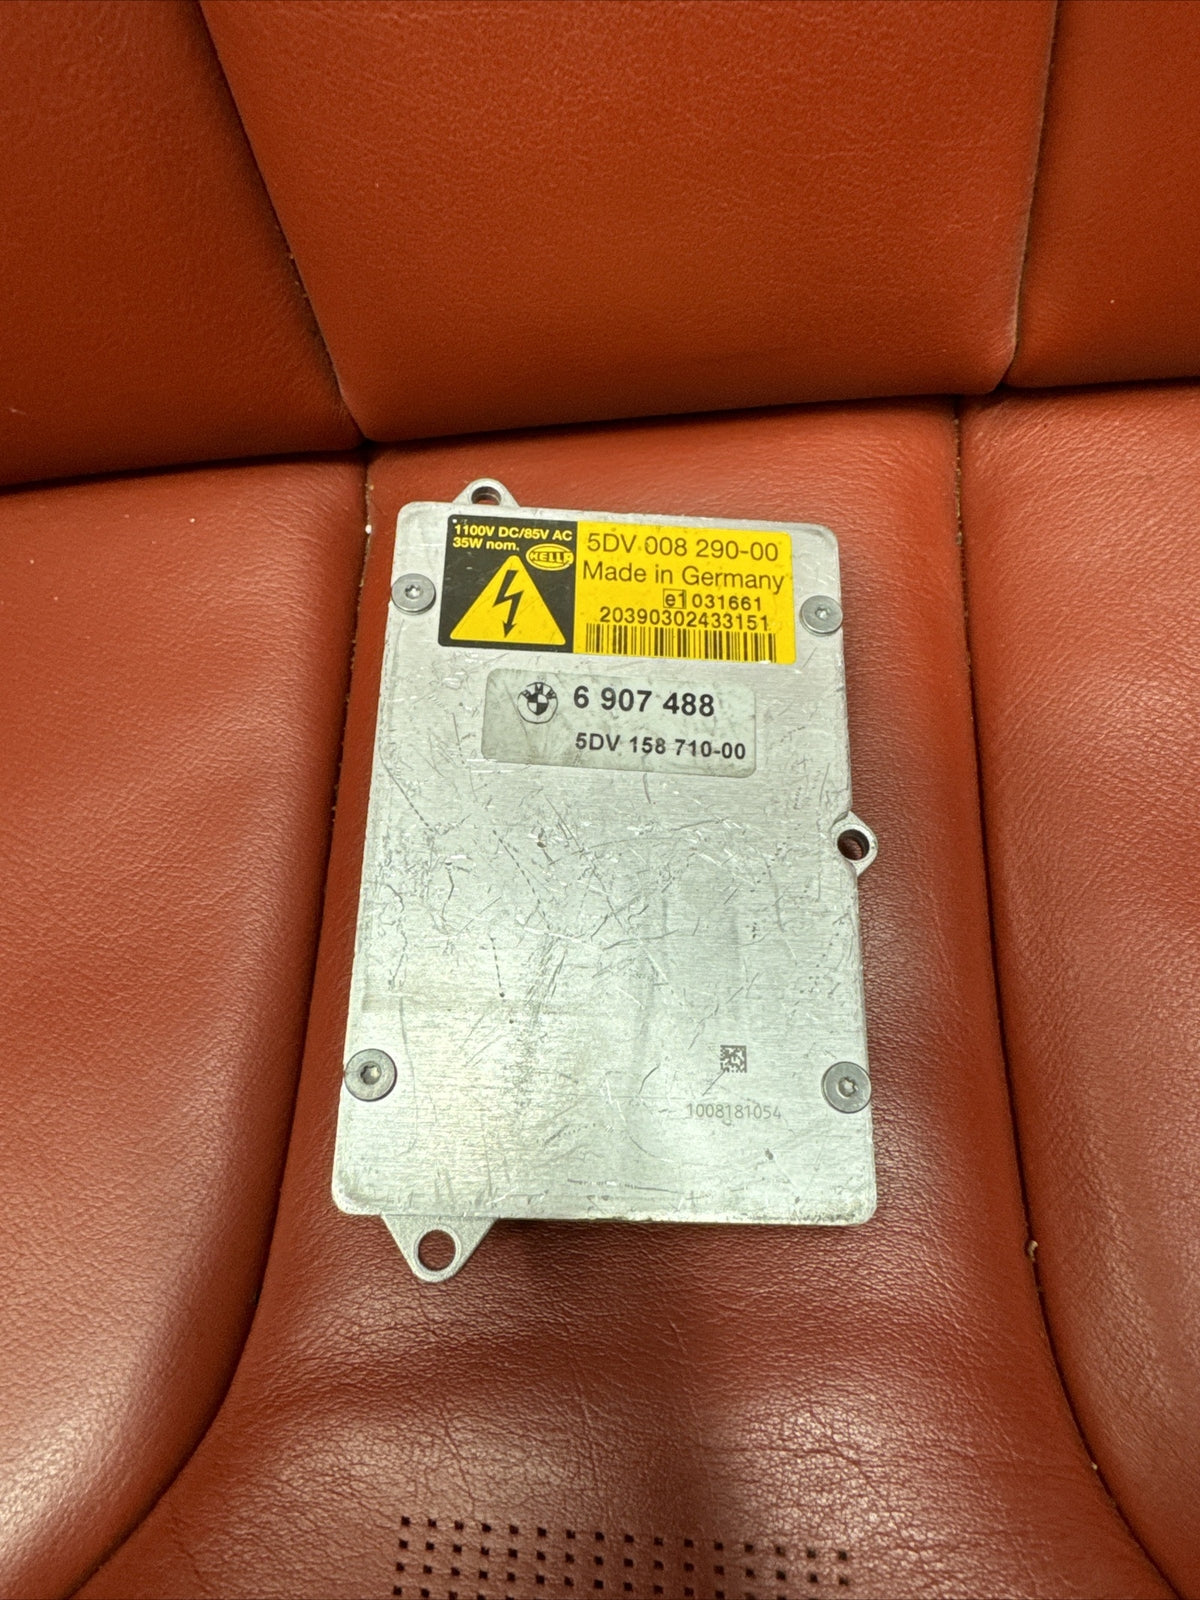 1100V DC/85V AC
35W nom.
HELLA
5DV 008 290-00
Made in Germany
e1 031661
20390302433151
BMW
6 907 488
5DV 158 710-00
1008181054